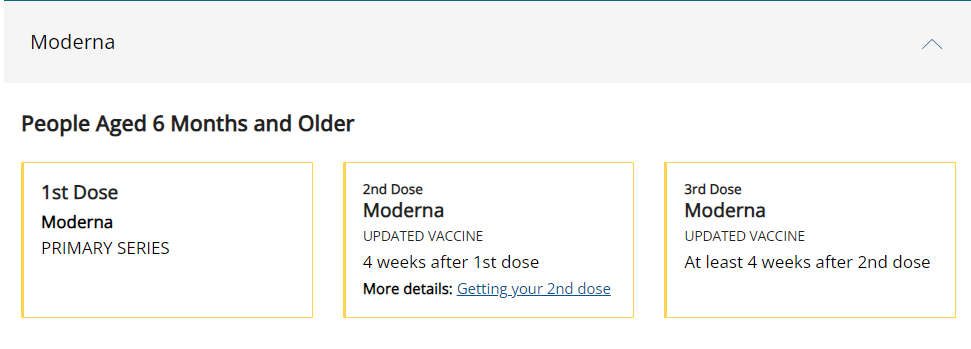 Moderna
People Aged 6 Months and Older
1st Dose
Moderna
PRIMARY SERIES
2nd Dose
Moderna
UPDATED VACCINE
4 weeks after 1st dose
More details: Getting your 2nd dose
3rd Dose
Moderna
UPDATED VACCINE
At least 4 weeks after 2nd dose